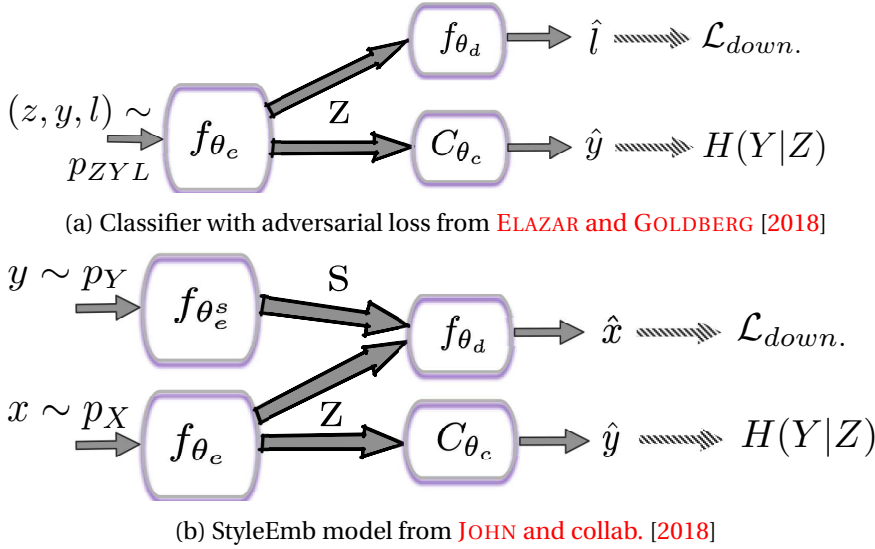 (z, y, l) ∼
p_{ZYL}
f_{θ_e}
Z
f_{θ_d}
l̂
ℒ_{down.}
C_{θ_c}
ŷ
H(Y|Z)
(a) Classifier with adversarial loss from ELAZAR and GOLDBERG [2018]
y ∼ p_Y
f_{θ_e^s}
S
f_{θ_d}
x̂
ℒ_{down.}
x ∼ p_X
f_{θ_e}
Z
C_{θ_c}
ŷ
H(Y|Z)
(b) StyleEmb model from JOHN and collab. [2018]